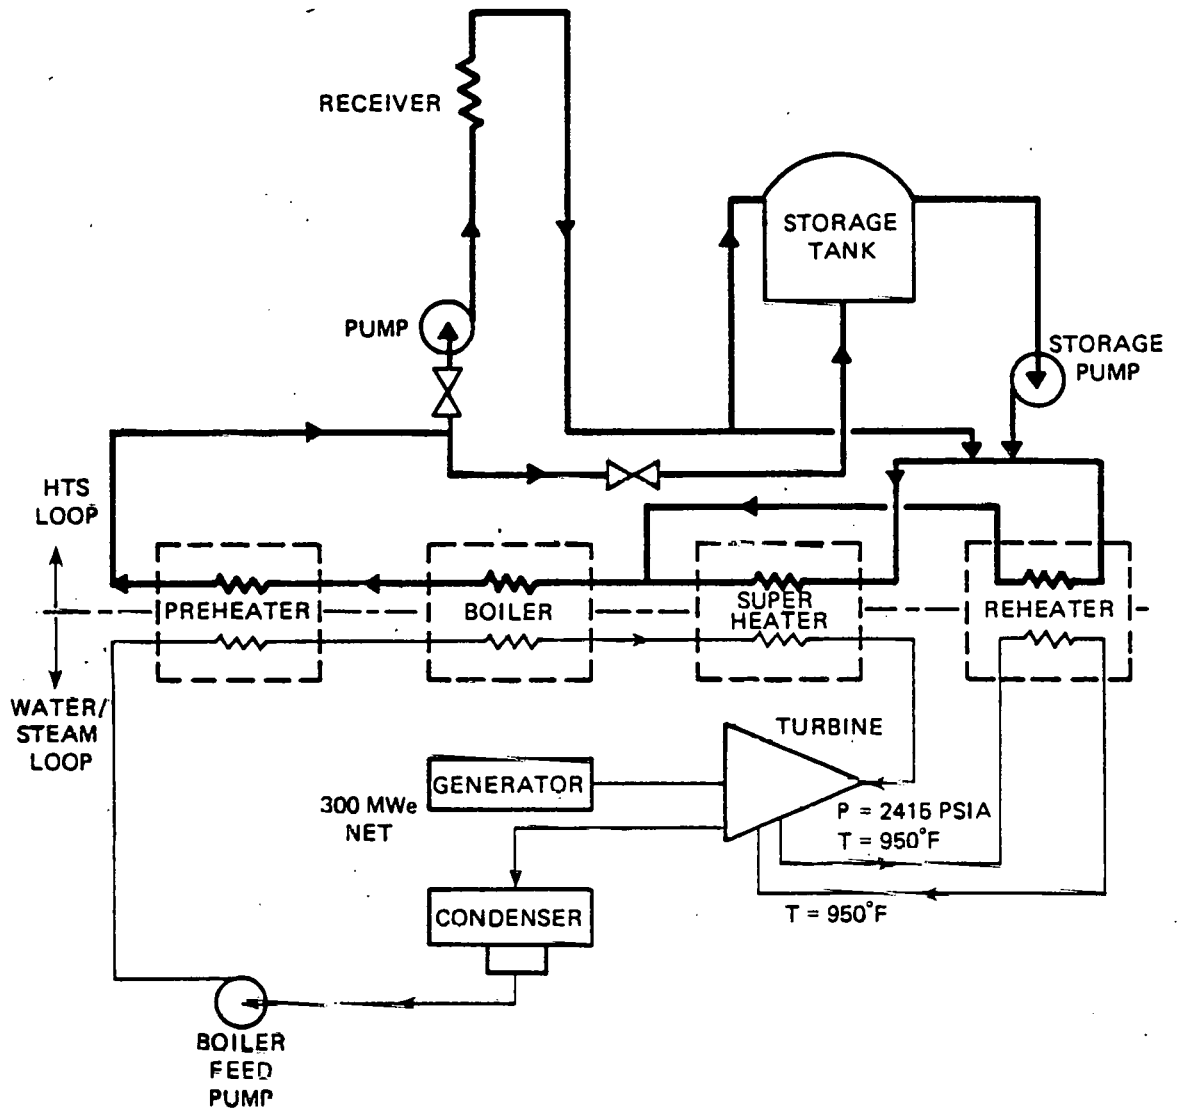 RECEIVER
STORAGE
TANK
PUMP
STORAGE
PUMP
HTS
LOOP
PREHEATER
BOILER
SUPER
HEATER
REHEATER
WATER/
STEAM
LOOP
TURBINE
GENERATOR
300 MWe
NET
P = 2415 PSIA
T = 950°F
CONDENSER
T = 950°F
BOILER
FEED
PUMP